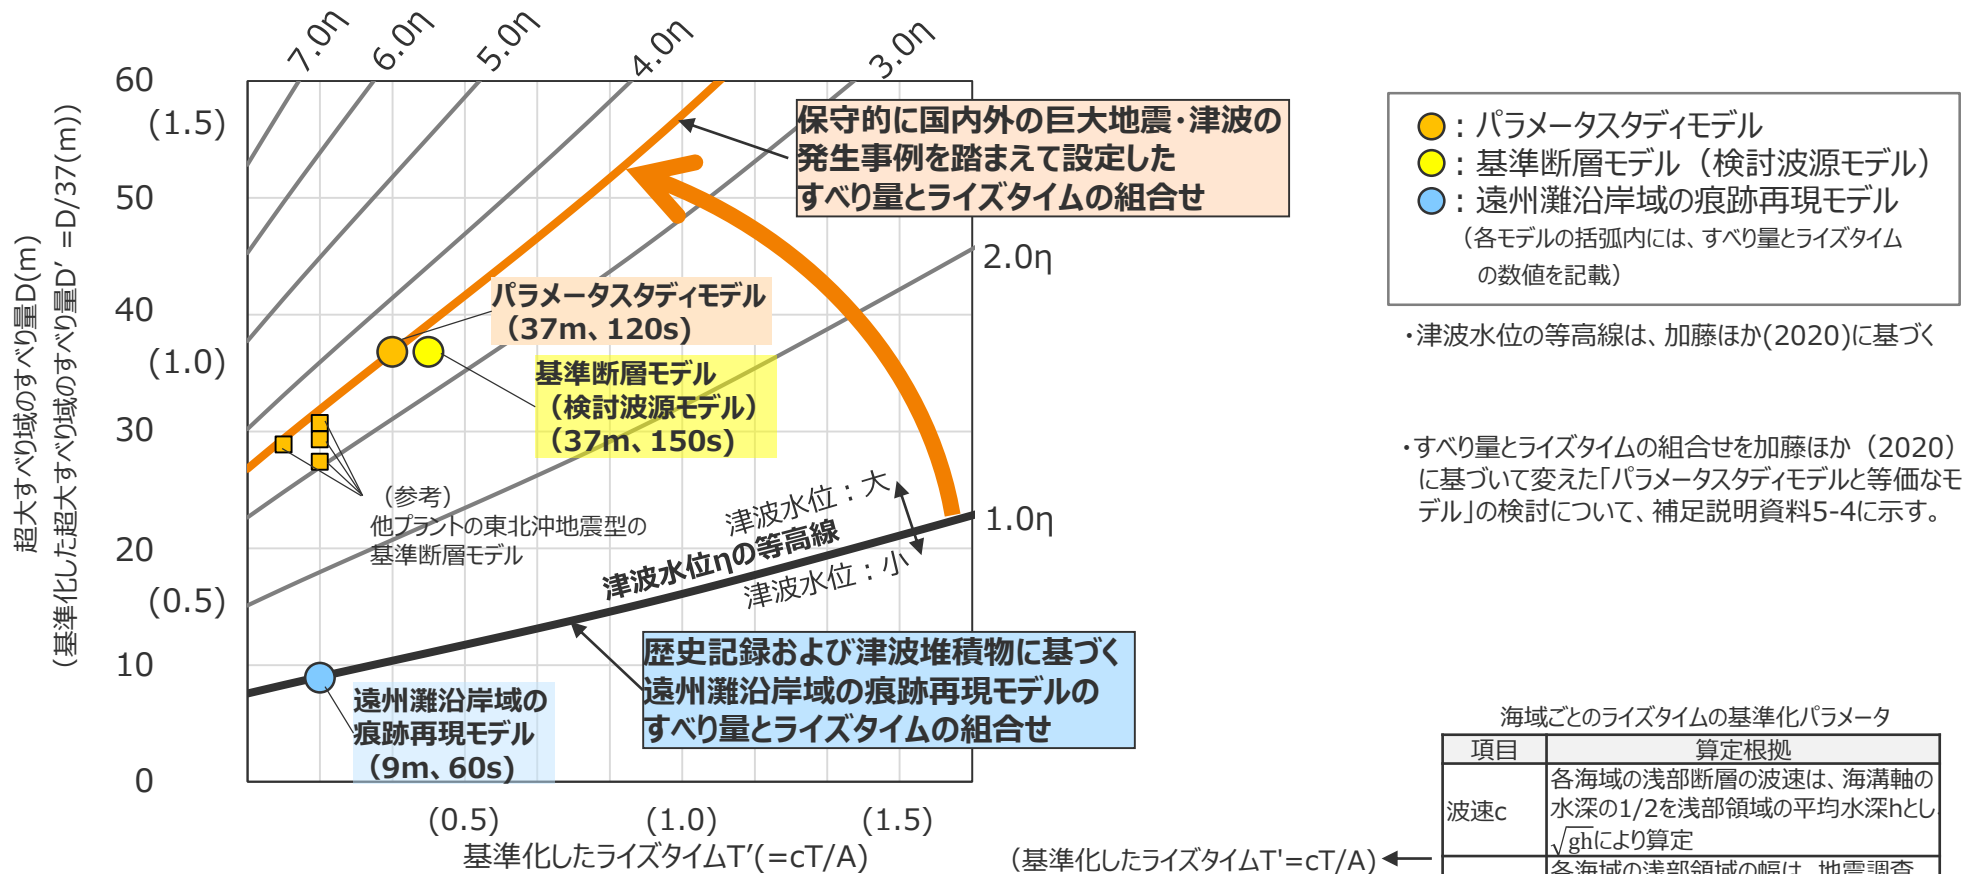 7.0η
6.0η
5.0η
4.0η
3.0η
2.0η
1.0η
60
(1.5)
50
40
(1.0)
30
20
(0.5)
10
0
超大すべり域のすべり量D(m)
(基準化した超大すべり域のすべり量D’ =D/37(m))
保守的に国内外の巨大地震・津波の
発生事例を踏まえて設定した
すべり量とライズタイムの組合せ
パラメータスタディモデル
（37m、120s)
基準断層モデル
（検討波源モデル）
（37m、150s)
（参考）
他プラントの東北沖地震型の
基準断層モデル
津波水位：大
津波水位ηの等高線
津波水位：小
歴史記録および津波堆積物に基づく
遠州灘沿岸域の痕跡再現モデルの
すべり量とライズタイムの組合せ
遠州灘沿岸域の
痕跡再現モデル
（9m、60s)
(0.5)
(1.0)
(1.5)
基準化したライズタイムT’(=cT/A)
：パラメータスタディモデル
：基準断層モデル（検討波源モデル）
：遠州灘沿岸域の痕跡再現モデル
（各モデルの括弧内には、すべり量とライズタイム
の数値を記載）
・津波水位の等高線は、加藤ほか(2020)に基づく
・すべり量とライズタイムの組合せを加藤ほか（2020）
に基づいて変えた「パラメータスタディモデルと等価なモ
デル」の検討について、補足説明資料5-4に示す。
海域ごとのライズタイムの基準化パラメータ
項目 算定根拠
波速c
各海域の浅部断層の波速は、海溝軸の
水深の1/2を浅部領域の平均水深hとし
√ghにより算定
各海域の浅部領域の幅は、地震調査
（基準化したライズタイムT'=cT/A)